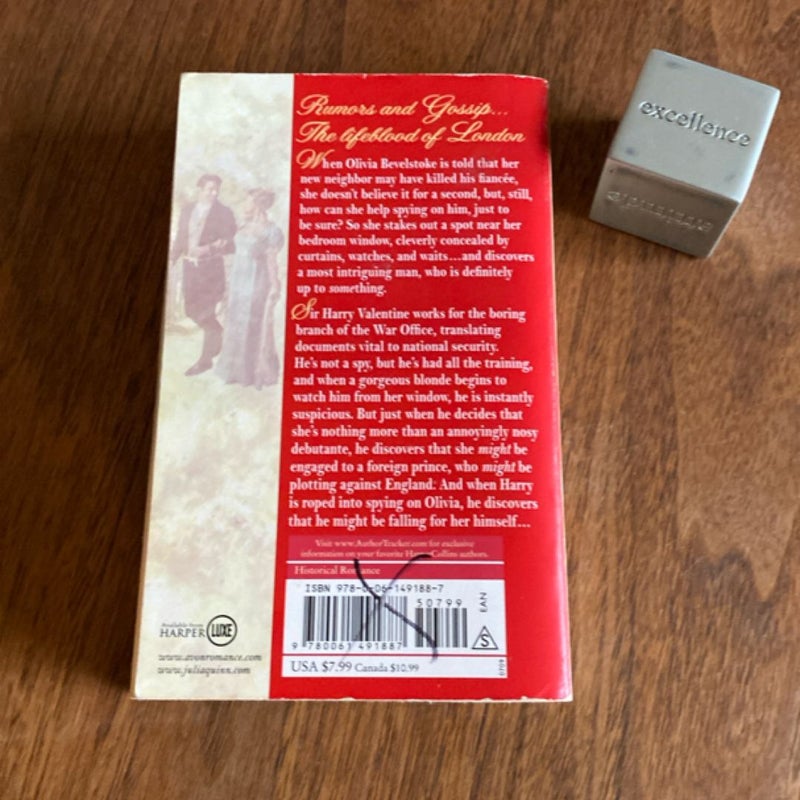 Rumors and Gossip...
The lifeblood of London
When Olivia Bevelstoke is told that her
new neighbor may have killed his fiancée,
she doesn't believe it for a second, but, still,
how can she help spying on him, just to
be sure? So she stakes out a spot near her
bedroom window, cleverly concealed by
curtains, watches, and waits...and discovers
a most intriguing man, who is definitely
up to something.
Sir Harry Valentine works for the boring
branch of the War Office, translating
documents vital to national security.
He's not a spy, but he's had all the training,
and when a gorgeous blonde begins to
watch him from her window, he is instantly
suspicious. But just when he decides that
she's nothing more than an annoyingly nosy
debutante, he discovers that she might be
engaged to a foreign prince, who might be
plotting against England. And when Harry
is roped into spying on Olivia, he discovers
that he might be falling for her himself...
Visit www.AuthorTracker.com for exclusive
information on your favorite HarperCollins authors.
Historical Romance
ISBN 978-0-06-149188-7
50799
EAN
9 780061 491887
S
USA $7.99 Canada $10.99
0709
Available from
HARPER LUXE
www.avonromance.com
www.juliaquinn.com
excellence